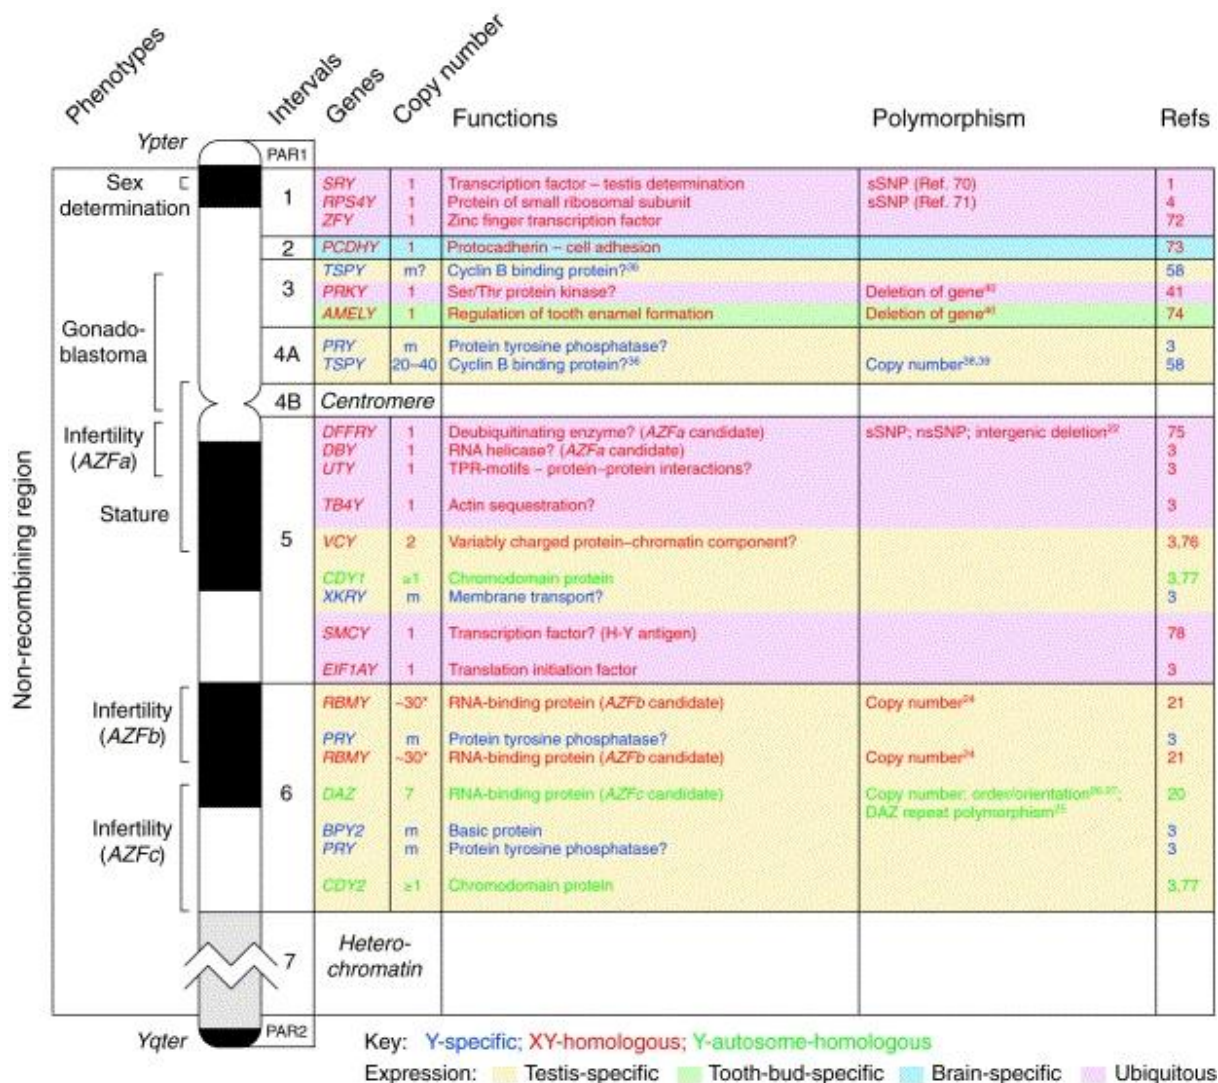 Phenotypes Intervals Genes Copy number Functions Polymorphism Refs
Ypter PAR1
Non-recombining region
Sex determination
1
SRY 1 Transcription factor – testis determination sSNP (Ref. 70) 1
RPS4Y 1 Protein of small ribosomal subunit sSNP (Ref. 71) 4
ZFY 1 Zinc finger transcription factor 72
2 PCDHY 1 Protocadherin – cell adhesion 73
Gonado-blastoma
3
TSPY m? Cyclin B binding protein?36 58
PRKY 1 Ser/Thr protein kinase? Deletion of gene40 41
AMELY 1 Regulation of tooth enamel formation Deletion of gene40 74
4A
PRY m Protein tyrosine phosphatase? 3
TSPY 20–40 Cyclin B binding protein?36 Copy number38,39 58
4B Centromere
Infertility (AZFa)
Stature
5
DFFRY 1 Deubiquitinating enzyme? (AZFa candidate) sSNP; nsSNP; intergenic deletion22 75
DBY 1 RNA helicase? (AZFa candidate) 3
UTY 1 TPR-motifs – protein–protein interactions? 3
TB4Y 1 Actin sequestration? 3
VCY 2 Variably charged protein–chromatin component? 3,76
CDY1 ≥1 Chromodomain protein 3,77
XKRY m Membrane transport? 3
SMCY 1 Transcription factor? (H-Y antigen) 78
EIF1AY 1 Translation initiation factor 3
Infertility (AZFb)
6
RBMY ~30* RNA-binding protein (AZFb candidate) Copy number24 21
PRY m Protein tyrosine phosphatase? 3
RBMY ~30* RNA-binding protein (AZFb candidate) Copy number24 21
Infertility (AZFc)
DAZ 7 RNA-binding protein (AZFc candidate) Copy number; order/orientation; 20
DAZ repeat polymorphism
BPY2 m Basic protein 3
PRY m Protein tyrosine phosphatase? 3
CDY2 ≥1 Chromodomain protein 3,77
7 Hetero-
chromatin
Yqter PAR2
Key: Y-specific; XY-homologous; Y-autosome-homologous
Expression: Testis-specific Tooth-bud-specific Brain-specific Ubiquitous